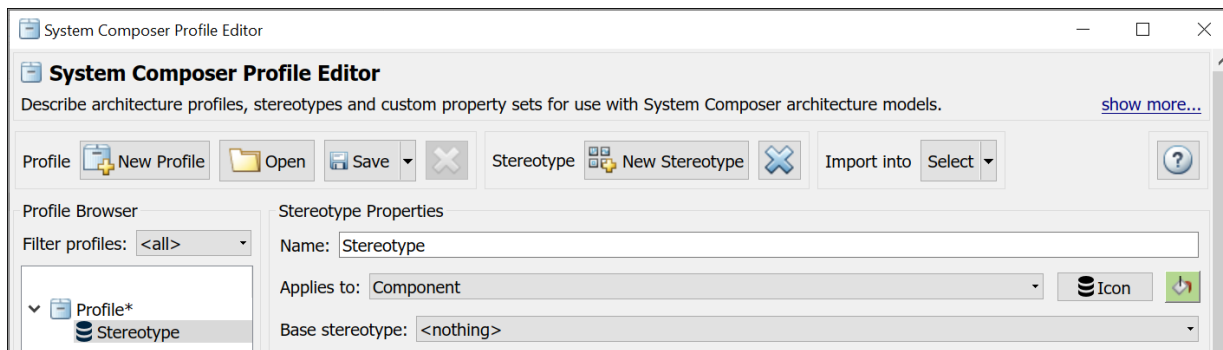 System Composer Profile Editor
System Composer Profile Editor
Describe architecture profiles, stereotypes and custom property sets for use with System Composer architecture models. show more...
Profile New Profile Open Save Stereotype New Stereotype Import into Select ?
Profile Browser Stereotype Properties
Filter profiles: <all> Name: Stereotype
Applies to: Component Icon
Profile*
Stereotype Base stereotype: <nothing>